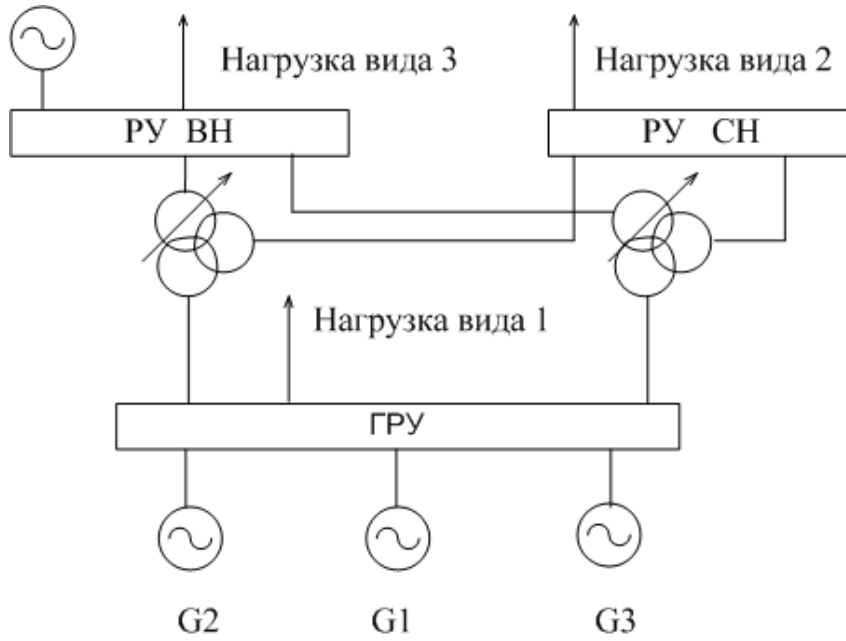 Нагрузка вида 3
Нагрузка вида 2
РУ ВН
РУ СН
Нагрузка вида 1
ГРУ
G2
G1
G3